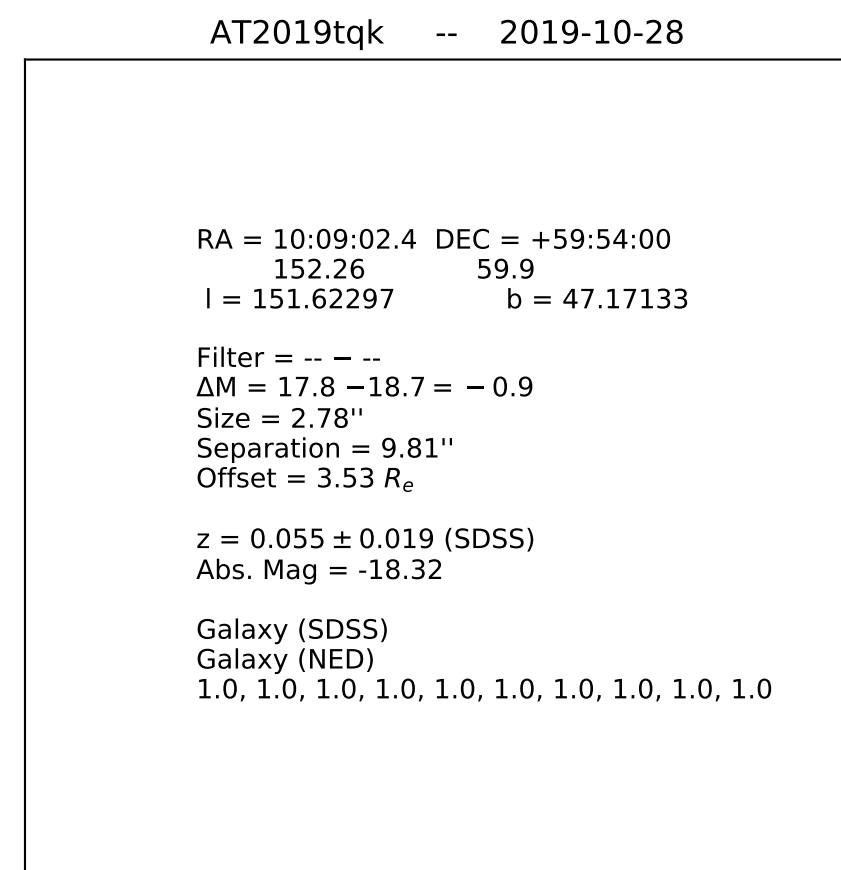 AT2019tqk -- 2019-10-28
RA = 10:09:02.4 DEC = +59:54:00
152.26 59.9
l = 151.62297 b = 47.17133
Filter = -- − --
ΔM = 17.8 −18.7 = − 0.9
Size = 2.78''
Separation = 9.81''
Offset = 3.53 Re
z = 0.055 ± 0.019 (SDSS)
Abs. Mag = -18.32
Galaxy (SDSS)
Galaxy (NED)
1.0, 1.0, 1.0, 1.0, 1.0, 1.0, 1.0, 1.0, 1.0, 1.0